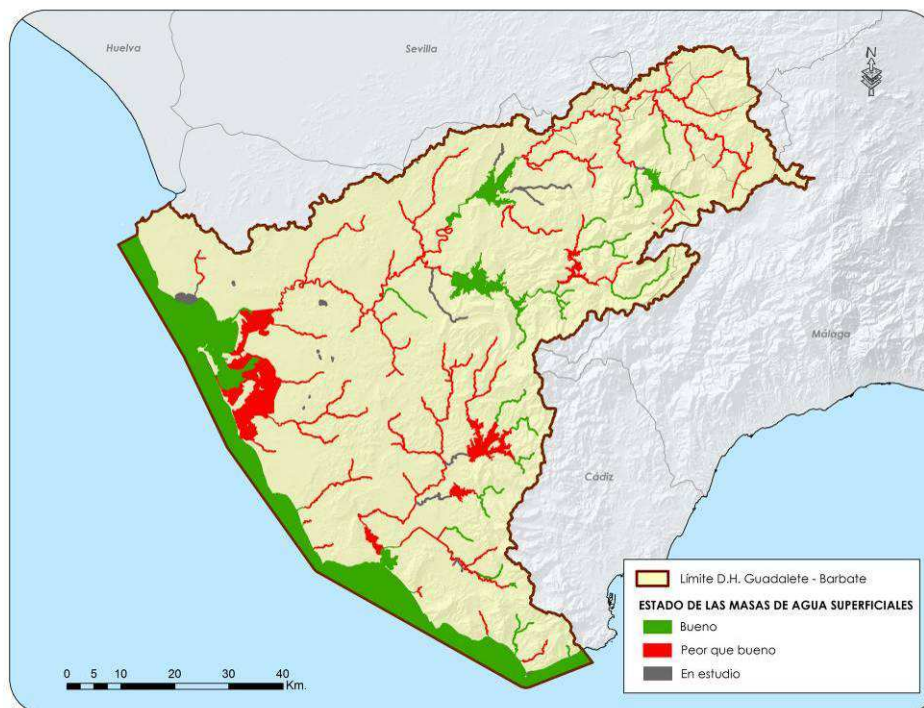 Huelva
Sevilla
N
Málaga
Cádiz
Límite D.H. Guadalete - Barbate
ESTADO DE LAS MASAS DE AGUA SUPERFICIALES
Bueno
Peor que bueno
En estudio
0 5 10 20 30 40
Km.